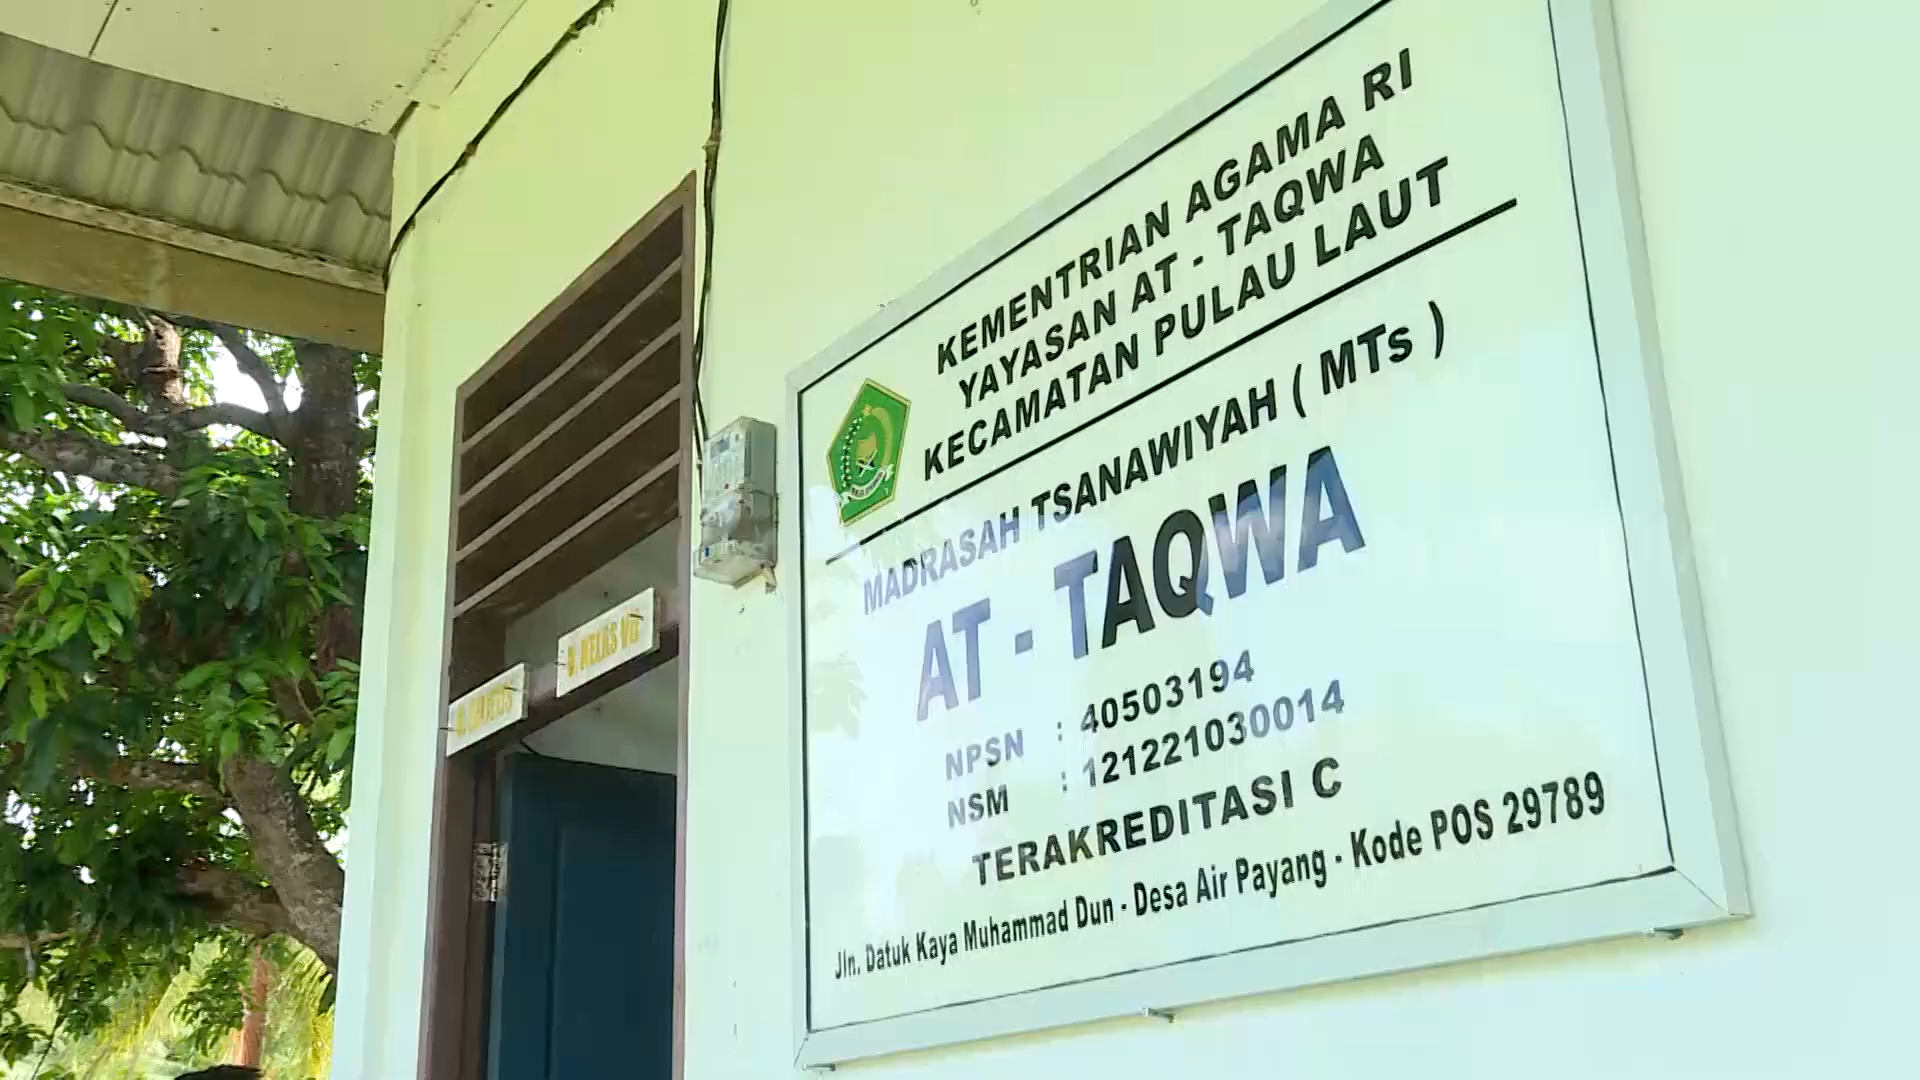 KEMENTRIAN AGAMA RI
YAYASAN AT - TAQWA
KECAMATAN PULAU LAUT
MADRASAH TSANAWIYAH ( MTs )
AT - TAQWA
NPSN : 40503194
NSM : 121221030014
TERAKREDITASI C
Jln. Datuk Kaya Muhammad Dun - Desa Air Payang - Kode POS 29789